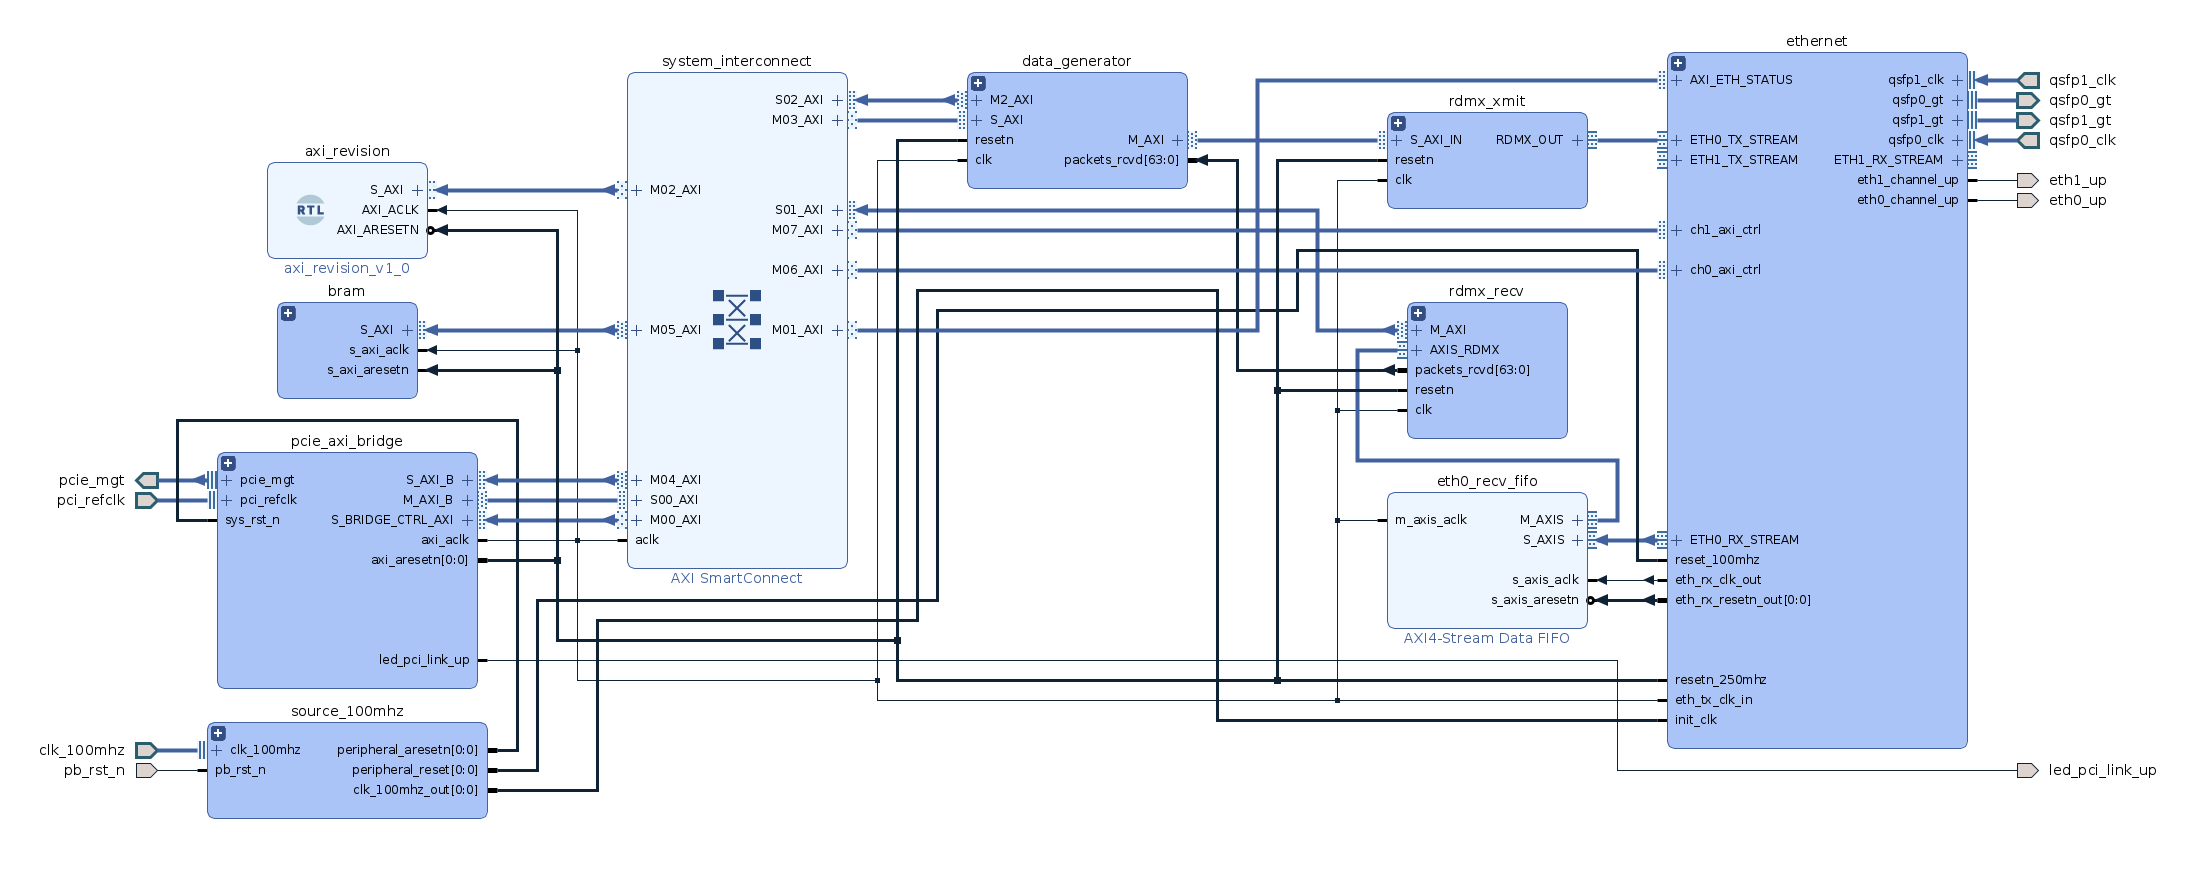 axi_revision
S_AXI
AXI_ACLK
AXI_ARESETN
RTL
axi_revision_v1_0
bram
S_AXI
s_axi_aclk
s_axi_aresetn
pcie_axi_bridge
pcie_mgt
pci_refclk
pcie_mgt
pci_refclk
sys_rst_n
S_AXI_B
M_AXI_B
S_BRIDGE_CTRL_AXI
axi_aclk
axi_aresetn[0:0]
led_pci_link_up
source_100mhz
clk_100mhz
pb_rst_n
clk_100mhz
pb_rst_n
peripheral_aresetn[0:0]
peripheral_reset[0:0]
clk_100mhz_out[0:0]
system_interconnect
S02_AXI
M03_AXI
M02_AXI
S01_AXI
M07_AXI
M06_AXI
M05_AXI
M01_AXI
M04_AXI
S00_AXI
M00_AXI
aclk
AXI SmartConnect
data_generator
M2_AXI
S_AXI
resetn
clk
M_AXI
packets_rcvd[63:0]
rdmx_xmit
S_AXI_IN
resetn
clk
RDMX_OUT
rdmx_recv
M_AXI
AXIS_RDMX
packets_rcvd[63:0]
resetn
clk
eth0_recv_fifo
m_axis_aclk
M_AXIS
S_AXIS
s_axis_aclk
s_axis_aresetn
AXI4-Stream Data FIFO
ethernet
AXI_ETH_STATUS
ETH0_TX_STREAM
ETH1_TX_STREAM
ch1_axi_ctrl
ch0_axi_ctrl
ETH0_RX_STREAM
reset_100mhz
eth_rx_clk_out
eth_rx_resetn_out[0:0]
resetn_250mhz
eth_tx_clk_in
init_clk
qsfp1_clk
qsfp0_gt
qsfp1_gt
qsfp0_clk
ETH1_RX_STREAM
eth1_channel_up
eth0_channel_up
qsfp1_clk
qsfp0_gt
qsfp1_gt
qsfp0_clk
eth1_up
eth0_up
led_pci_link_up